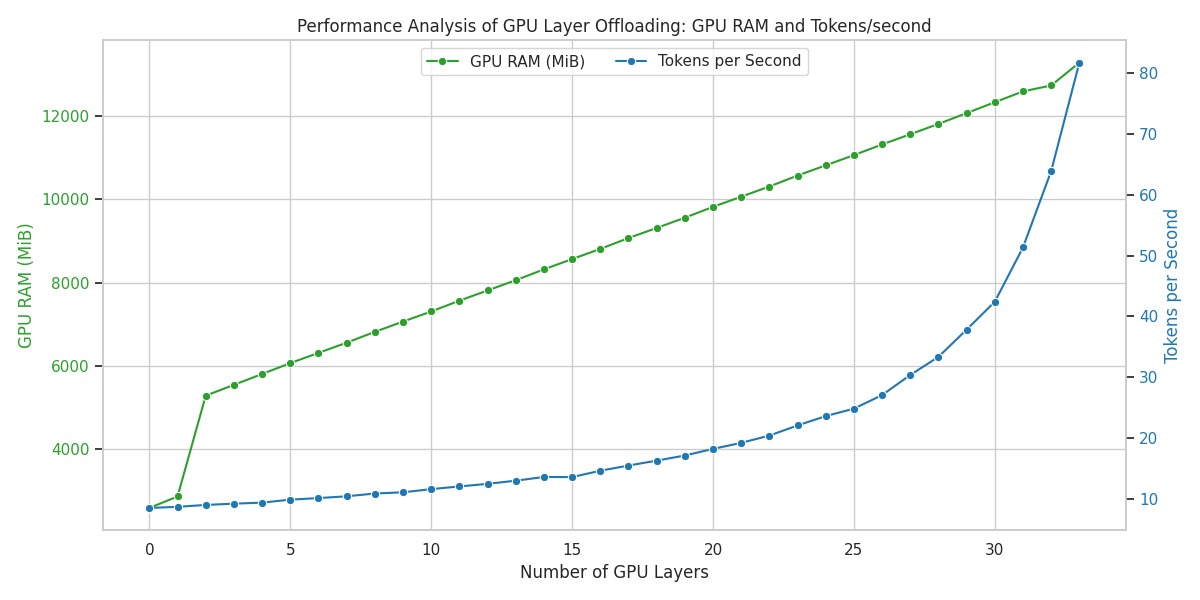 Performance Analysis of GPU Layer Offloading: GPU RAM and Tokens/second
GPU RAM (MiB)
Tokens per Second
12000
10000
8000
6000
4000
GPU RAM (MiB)
80
70
60
50
40
30
20
10
Tokens per Second
0 5 10 15 20 25 30
Number of GPU Layers